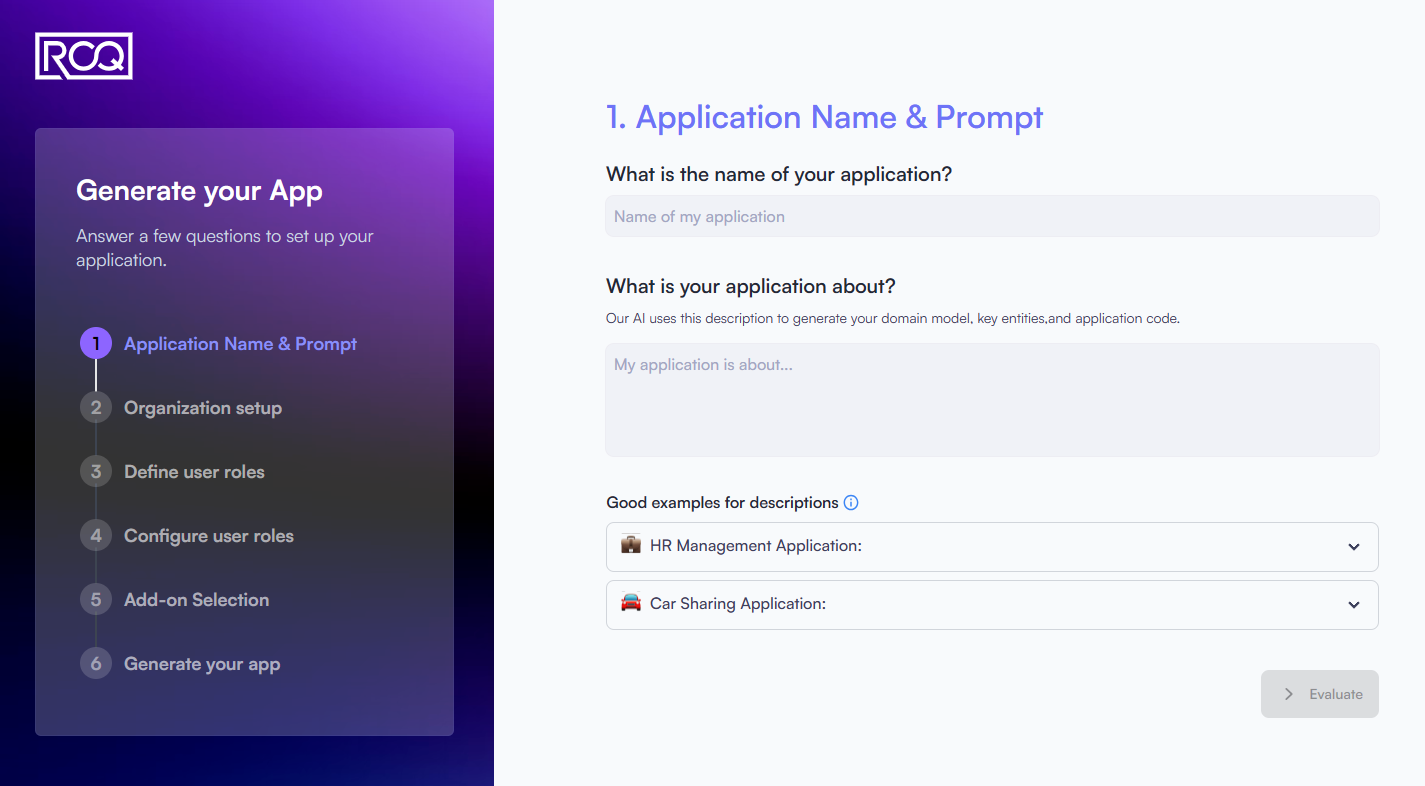 ROQ
Generate your App
Answer a few questions to set up your
application.
1 Application Name & Prompt
2 Organization setup
3 Define user roles
4 Configure user roles
5 Add-on Selection
6 Generate your app
1. Application Name & Prompt
What is the name of your application?
Name of my application
What is your application about?
Our AI uses this description to generate your domain model, key entities,and application code.
My application is about...
Good examples for descriptions
HR Management Application:
Car Sharing Application:
Evaluate